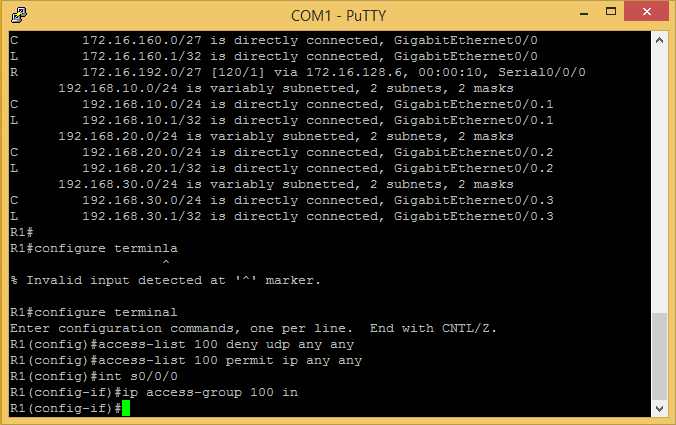 COM1 - PuTTY
C        172.16.160.0/27 is directly connected, GigabitEthernet0/0
L        172.16.160.1/32 is directly connected, GigabitEthernet0/0
R        172.16.192.0/27 [120/1] via 172.16.128.6, 00:00:10, Serial0/0/0
      192.168.10.0/24 is variably subnetted, 2 subnets, 2 masks
C        192.168.10.0/24 is directly connected, GigabitEthernet0/0.1
L        192.168.10.1/32 is directly connected, GigabitEthernet0/0.1
      192.168.20.0/24 is variably subnetted, 2 subnets, 2 masks
C        192.168.20.0/24 is directly connected, GigabitEthernet0/0.2
L        192.168.20.1/32 is directly connected, GigabitEthernet0/0.2
      192.168.30.0/24 is variably subnetted, 2 subnets, 2 masks
C        192.168.30.0/24 is directly connected, GigabitEthernet0/0.3
L        192.168.30.1/32 is directly connected, GigabitEthernet0/0.3
R1#
R1#configure terminla
                   ^
% Invalid input detected at '^' marker.
R1#configure terminal
Enter configuration commands, one per line.  End with CNTL/Z.
R1(config)#access-list 100 deny udp any any
R1(config)#access-list 100 permit ip any any
R1(config)#int s0/0/0
R1(config-if)#ip access-group 100 in
R1(config-if)#